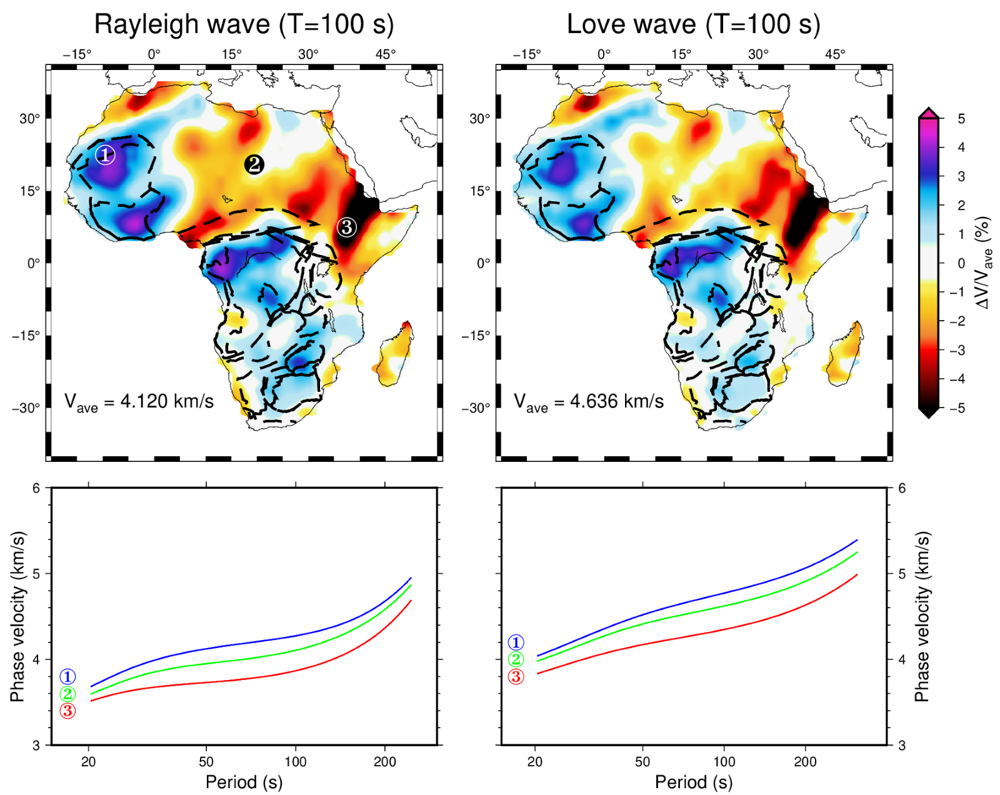 Rayleigh wave (T=100 s)
Love wave (T=100 s)
−15° 0° 15° 30° 45°
−15° 0° 15° 30° 45°
30°
15°
0°
−15°
−30°
1
2
3
Vave = 4.120 km/s
30°
15°
0°
−15°
−30°
Vave = 4.636 km/s
5
4
3
2
1
0
−1
−2
−3
−4
−5
ΔV/Vave (%)
6
5
4
3
Phase velocity (km/s)
1
2
3
20 50 100 200
Period (s)
1
2
3
6
5
4
3
Phase velocity (km/s)
20 50 100 200
Period (s)